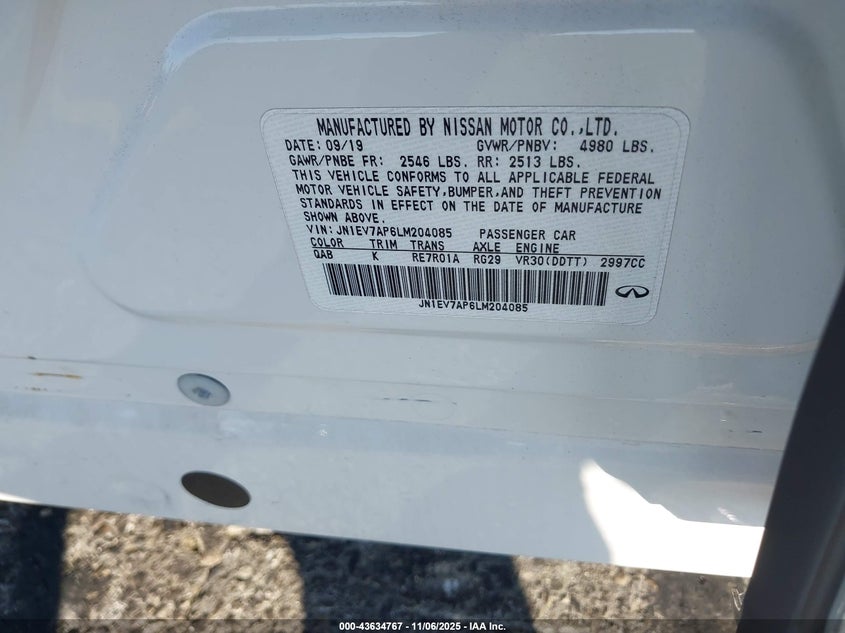 MANUFACTURED BY NISSAN MOTOR CO.,LTD.
DATE: 09/19 GVWR/PNBV: 4980 LBS.
GAWR/PNBE FR: 2546 LBS. RR: 2513 LBS.
THIS VEHICLE CONFORMS TO ALL APPLICABLE FEDERAL
MOTOR VEHICLE SAFETY,BUMPER,AND THEFT PREVENTION
STANDARDS IN EFFECT ON THE DATE OF MANUFACTURE
SHOWN ABOVE.
VIN: JN1EV7AP6LM204085 PASSENGER CAR
COLOR TRIM TRANS AXLE ENGINE
QAB K RE7R01A RG29 VR30(DDTT) 2997CC
JN1EV7AP6LM204085
000-43634767 - 11/06/2025 - IAA Inc.